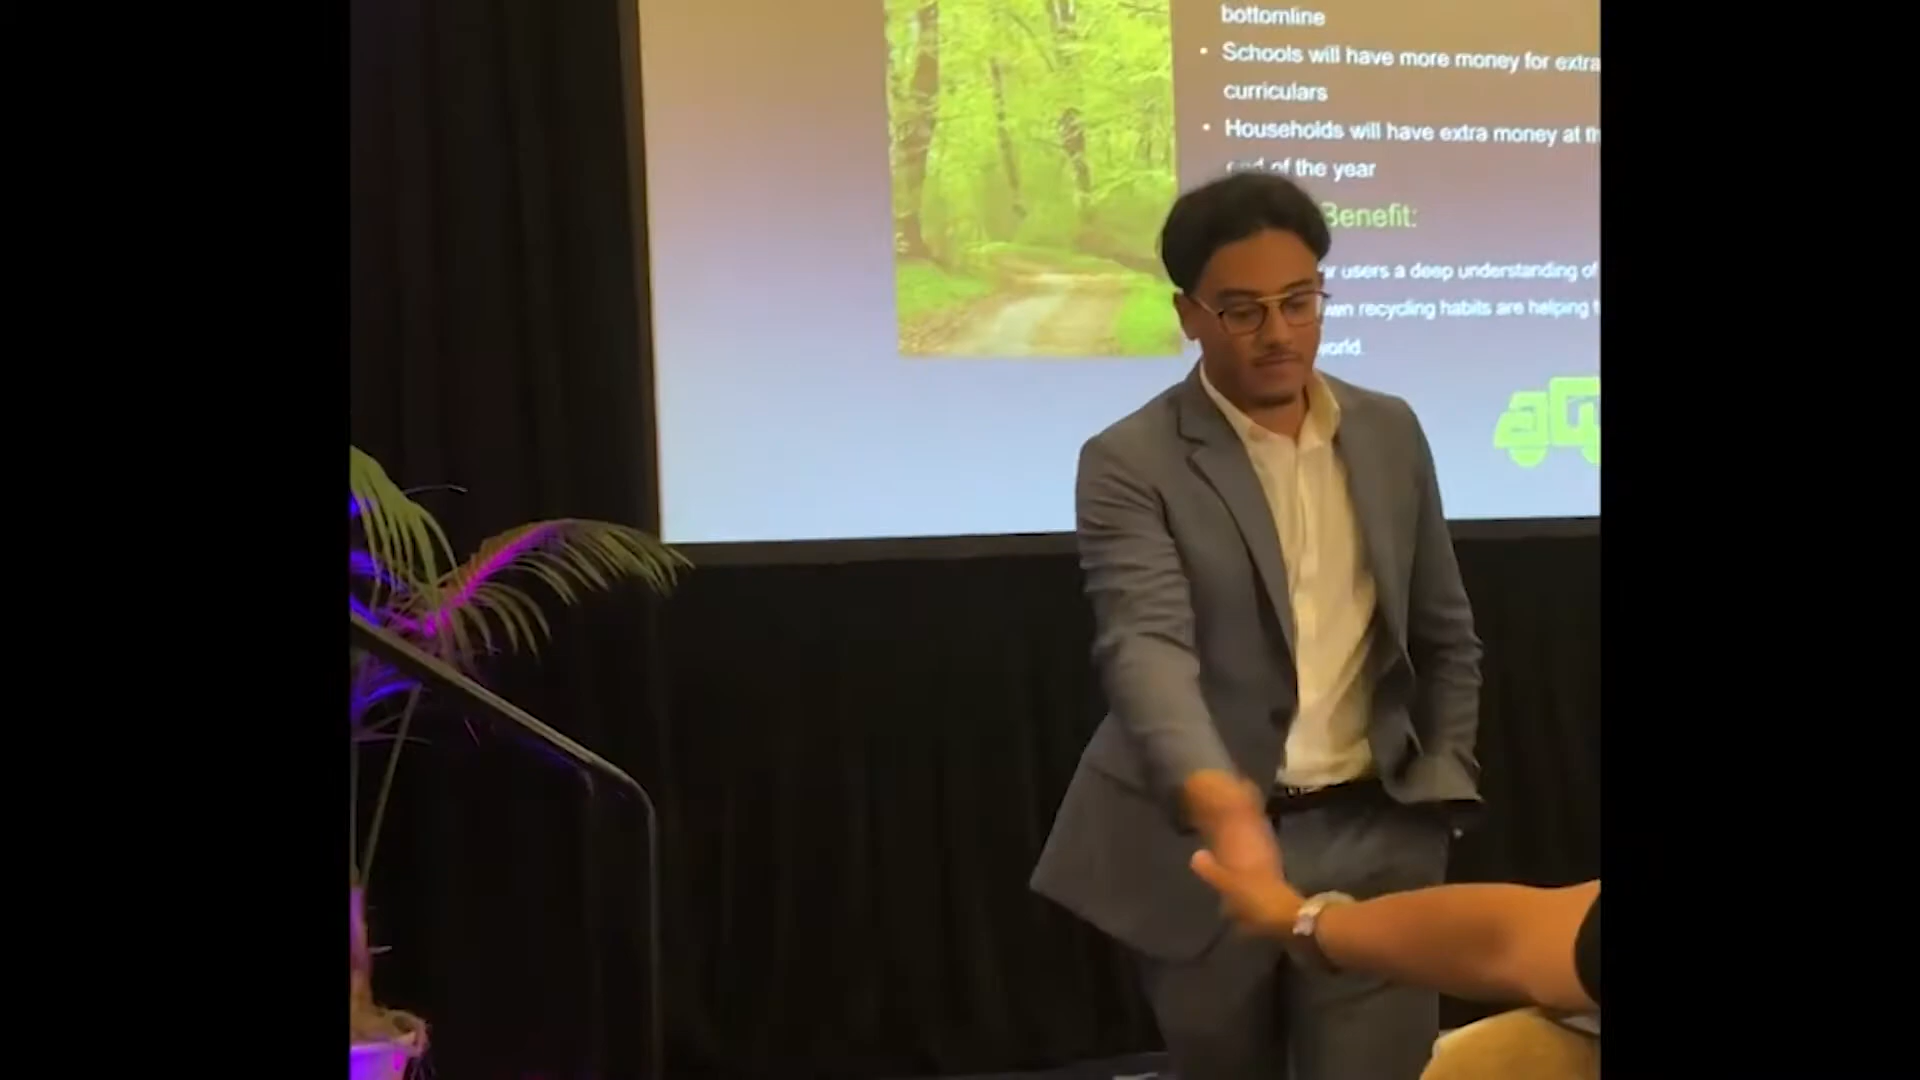 bottomline
• Schools will have more money for extra
curriculars
• Households will have extra money at
end of the year
Benefit:
users a deep understanding of
recycling habits are helping
world.